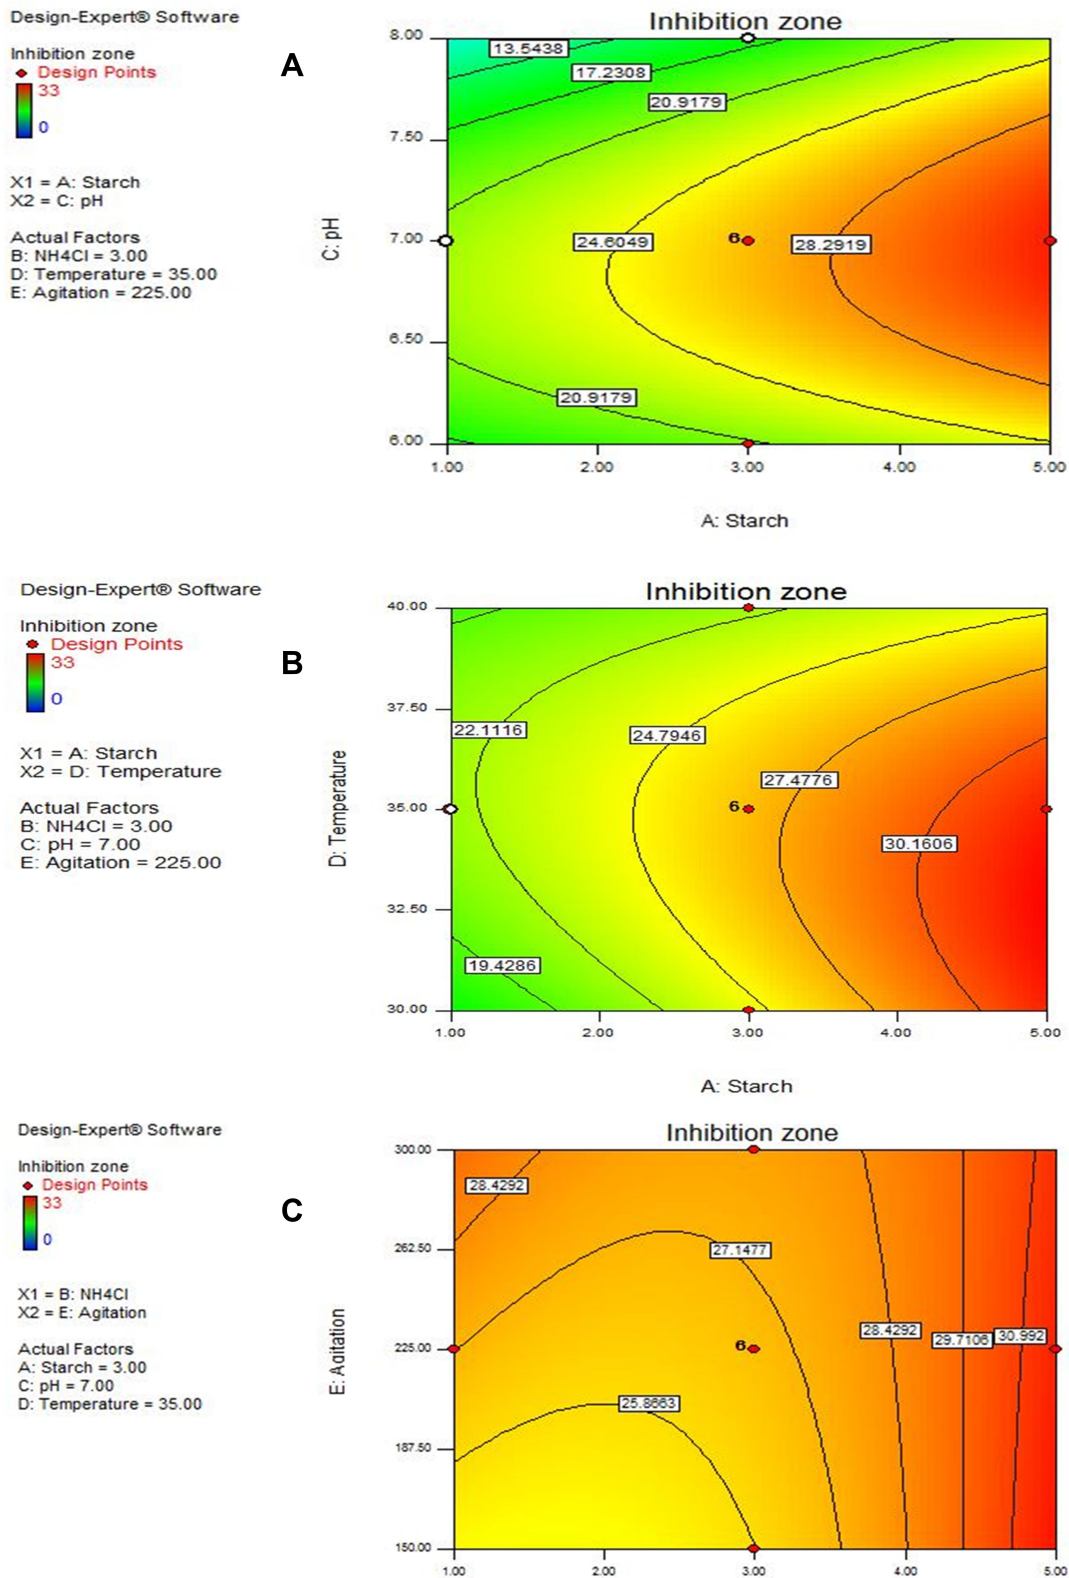 Design-Expert® Software
Inhibition zone
Design Points
33
0
X1 = A: Starch
X2 = C: pH
Actual Factors
B: NH4Cl = 3.00
D: Temperature = 35.00
E: Agitation = 225.00
A
Inhibition zone
8.00
7.50
7.00
6.50
6.00
C: pH
13.5438
17.2308
20.9179
24.6049
6
28.2919
20.9179
1.00 2.00 3.00 4.00 5.00
A: Starch
Design-Expert® Software
Inhibition zone
Design Points
33
0
X1 = A: Starch
X2 = D: Temperature
Actual Factors
B: NH4Cl = 3.00
C: pH = 7.00
E: Agitation = 225.00
B
Inhibition zone
40.00
37.50
35.00
32.50
30.00
D: Temperature
22.1116
24.7946
27.4776
6
30.1606
19.4286
1.00 2.00 3.00 4.00 5.00
A: Starch
Design-Expert® Software
Inhibition zone
Design Points
33
0
X1 = B: NH4Cl
X2 = E: Agitation
Actual Factors
A: Starch = 3.00
C: pH = 7.00
D: Temperature = 35.00
C
Inhibition zone
300.00
262.50
225.00
187.50
150.00
E: Agitation
28.4292
27.1477
6
28.4292
29.7106
30.992
25.8663
1.00 2.00 3.00 4.00 5.00